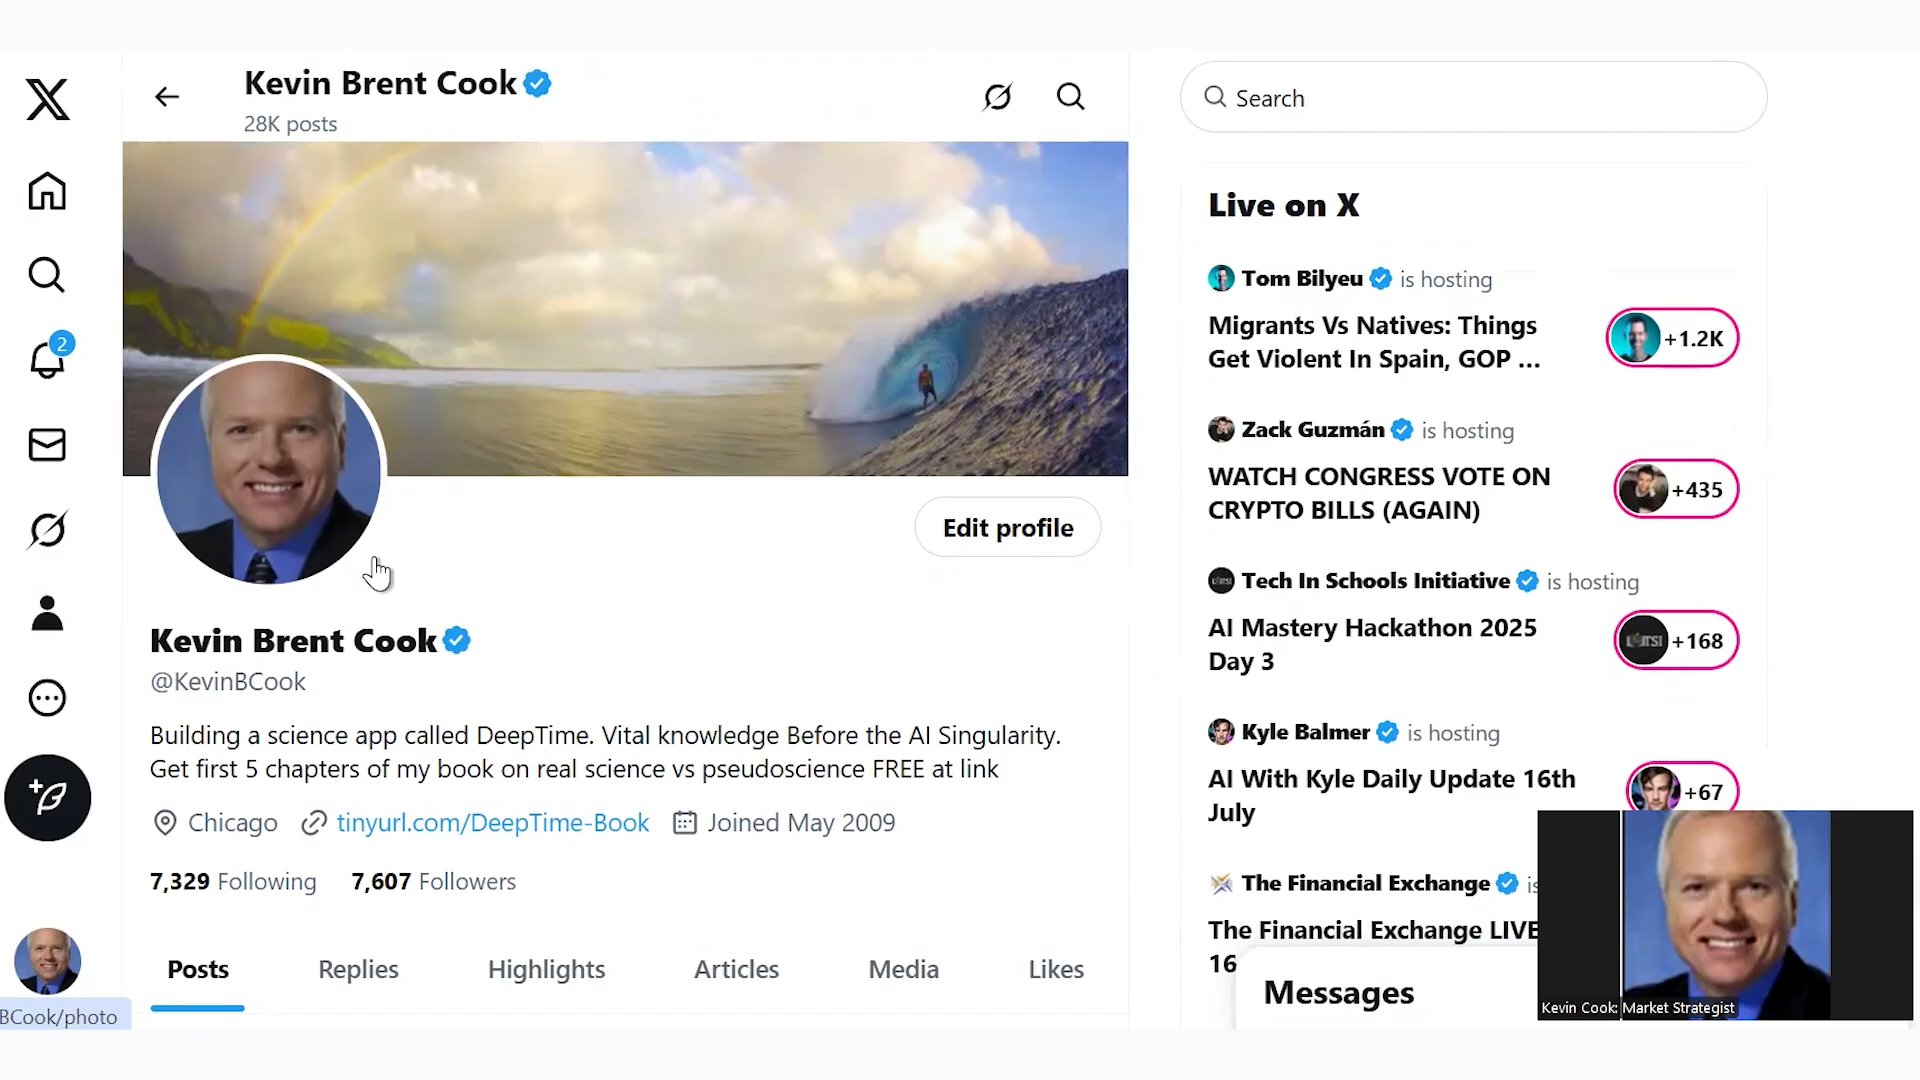 Kevin Brent Cook
28K posts
Search
2
Edit profile
Kevin Brent Cook
@KevinBCook
Building a science app called DeepTime. Vital knowledge Before the AI Singularity.
Get first 5 chapters of my book on real science vs pseudoscience FREE at link
Chicago tinyurl.com/DeepTime-Book Joined May 2009
7,329 Following 7,607 Followers
Posts Replies Highlights Articles Media Likes
BCook/photo
Live on X
Tom Bilyeu is hosting
Migrants Vs Natives: Things
Get Violent In Spain, GOP ...
+1.2K
Zack Guzmán is hosting
WATCH CONGRESS VOTE ON
CRYPTO BILLS (AGAIN)
+435
Tech In Schools Initiative is hosting
AI Mastery Hackathon 2025
Day 3
+168
Kyle Balmer is hosting
AI With Kyle Daily Update 16th
July
+67
The Financial Exchange is
The Financial Exchange LIVE
16
Messages
Kevin Cook: Market Strategist